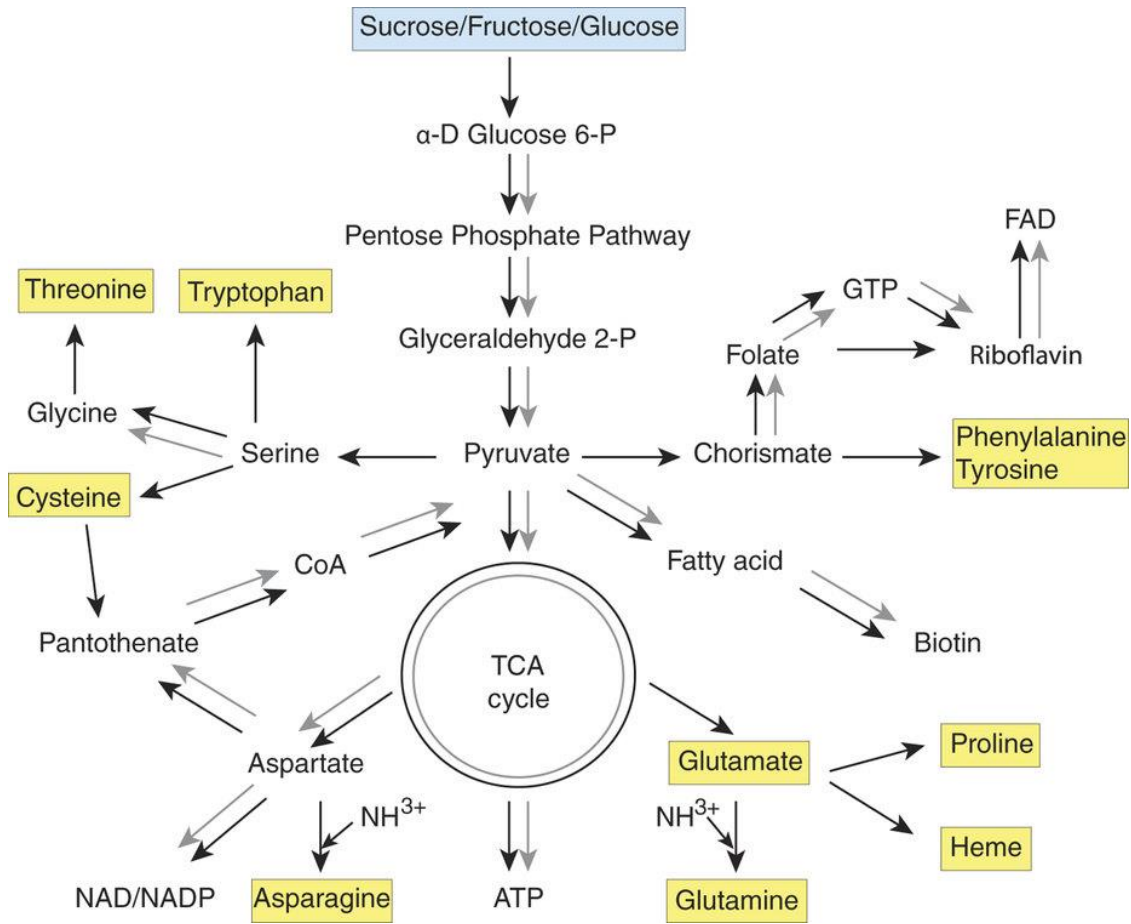 Sucrose/Fructose/Glucose
α-D Glucose 6-P
Pentose Phosphate Pathway
FAD
Threonine
Tryptophan
GTP
Glyceraldehyde 2-P
Folate
Riboflavin
Glycine
Serine
Pyruvate
Chorismate
Phenylalanine
Tyrosine
Cysteine
CoA
Fatty acid
Pantothenate
Biotin
TCA
cycle
Aspartate
Glutamate
Proline
NH3+
NH3+
Heme
NAD/NADP
Asparagine
ATP
Glutamine